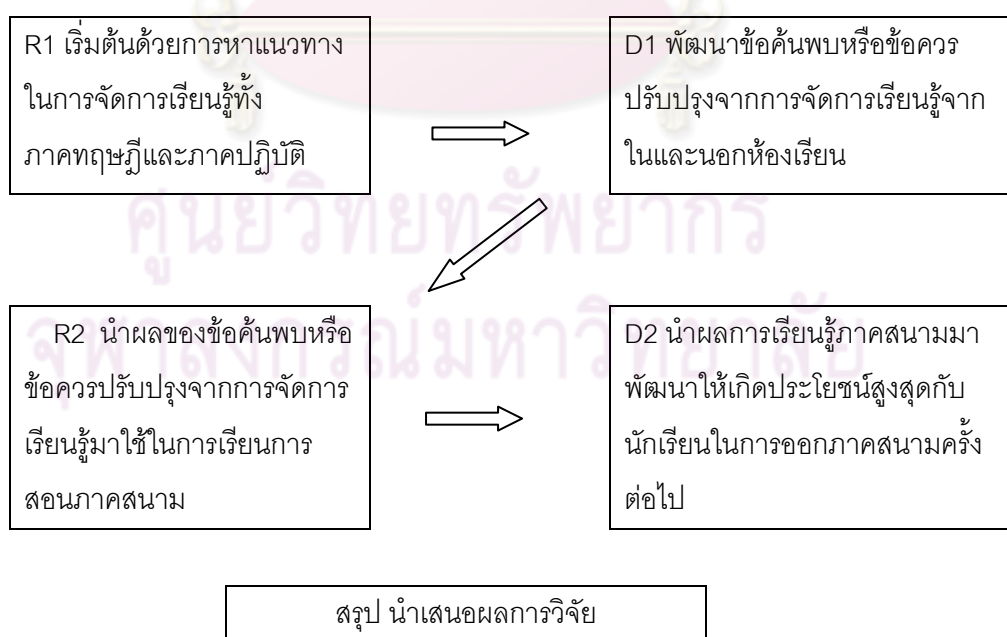 R1 เริ่มต้นด้วยการหาแนวทาง
ในการจัดการเรียนรู้ทั้ง
ภาคทฤษฎีและภาคปฏิบัติ
D1 พัฒนาข้อค้นพบหรือข้อควร
ปรับปรุงจากการจัดการเรียนรู้จาก
ในและนอกห้องเรียน
ศูนย์วิทยทรัพยากร
จุฬาลงกรณ์มหาวิทยาลัย
R2 นำผลของข้อค้นพบหรือ
ข้อควรปรับปรุงจากการจัดการ
เรียนรู้มาใช้ในการเรียนการ
สอนภาคสนาม
D2 นำผลการเรียนรู้ภาคสนามมา
พัฒนาให้เกิดประโยชน์สูงสุดกับ
นักเรียนในการออกภาคสนามครั้ง
ต่อไป
สรุป นำเสนอผลการวิจัย